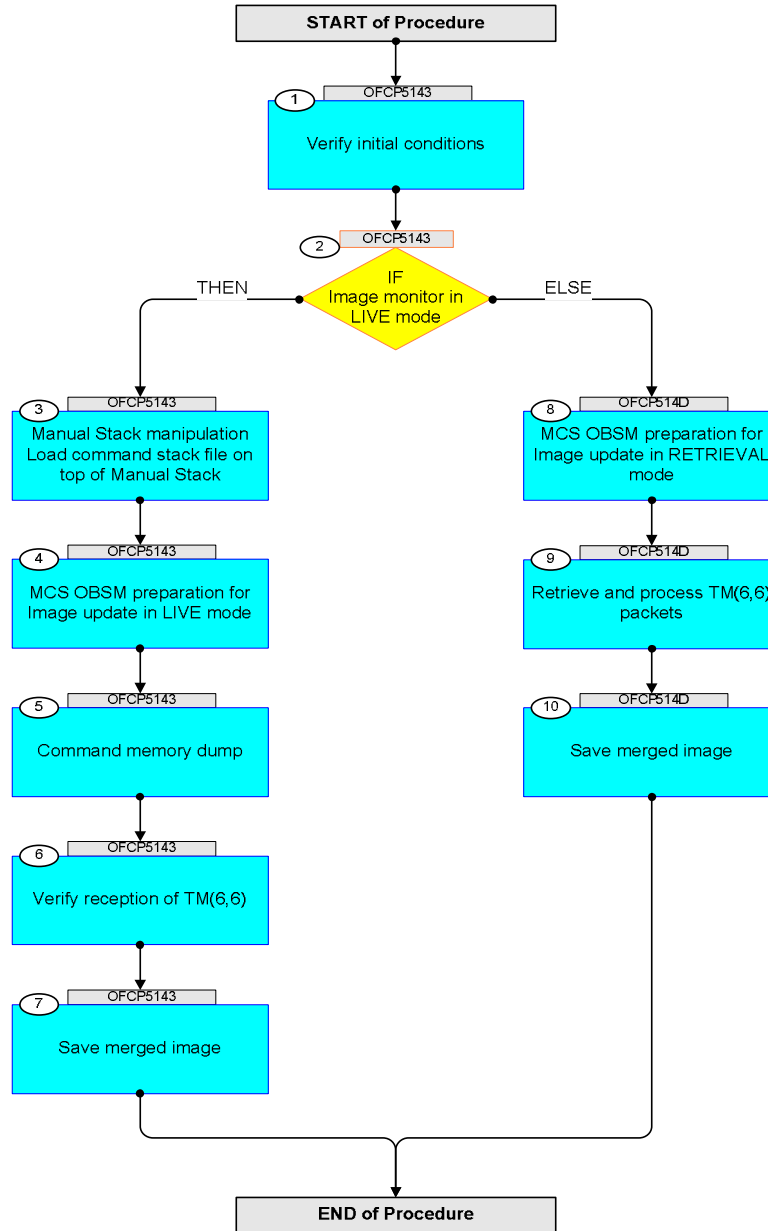 START of Procedure
OFCP5143
1
Verify initial conditions
OFCP5143
2
IF
Image monitor in
LIVE mode
THEN
ELSE
OFCP5143
3
Manual Stack manipulation
Load command stack file on
top of Manual Stack
OFCP5143
4
MCS OBSM preparation for
Image update in LIVE mode
OFCP5143
5
Command memory dump
OFCP5143
6
Verify reception of TM(6,6)
OFCP5143
7
Save merged image
OFCP514D
8
MCS OBSM preparation for
Image update in RETRIEVAL
mode
OFCP514D
9
Retrieve and process TM(6,6)
packets
OFCP514D
10
Save merged image
END of Procedure